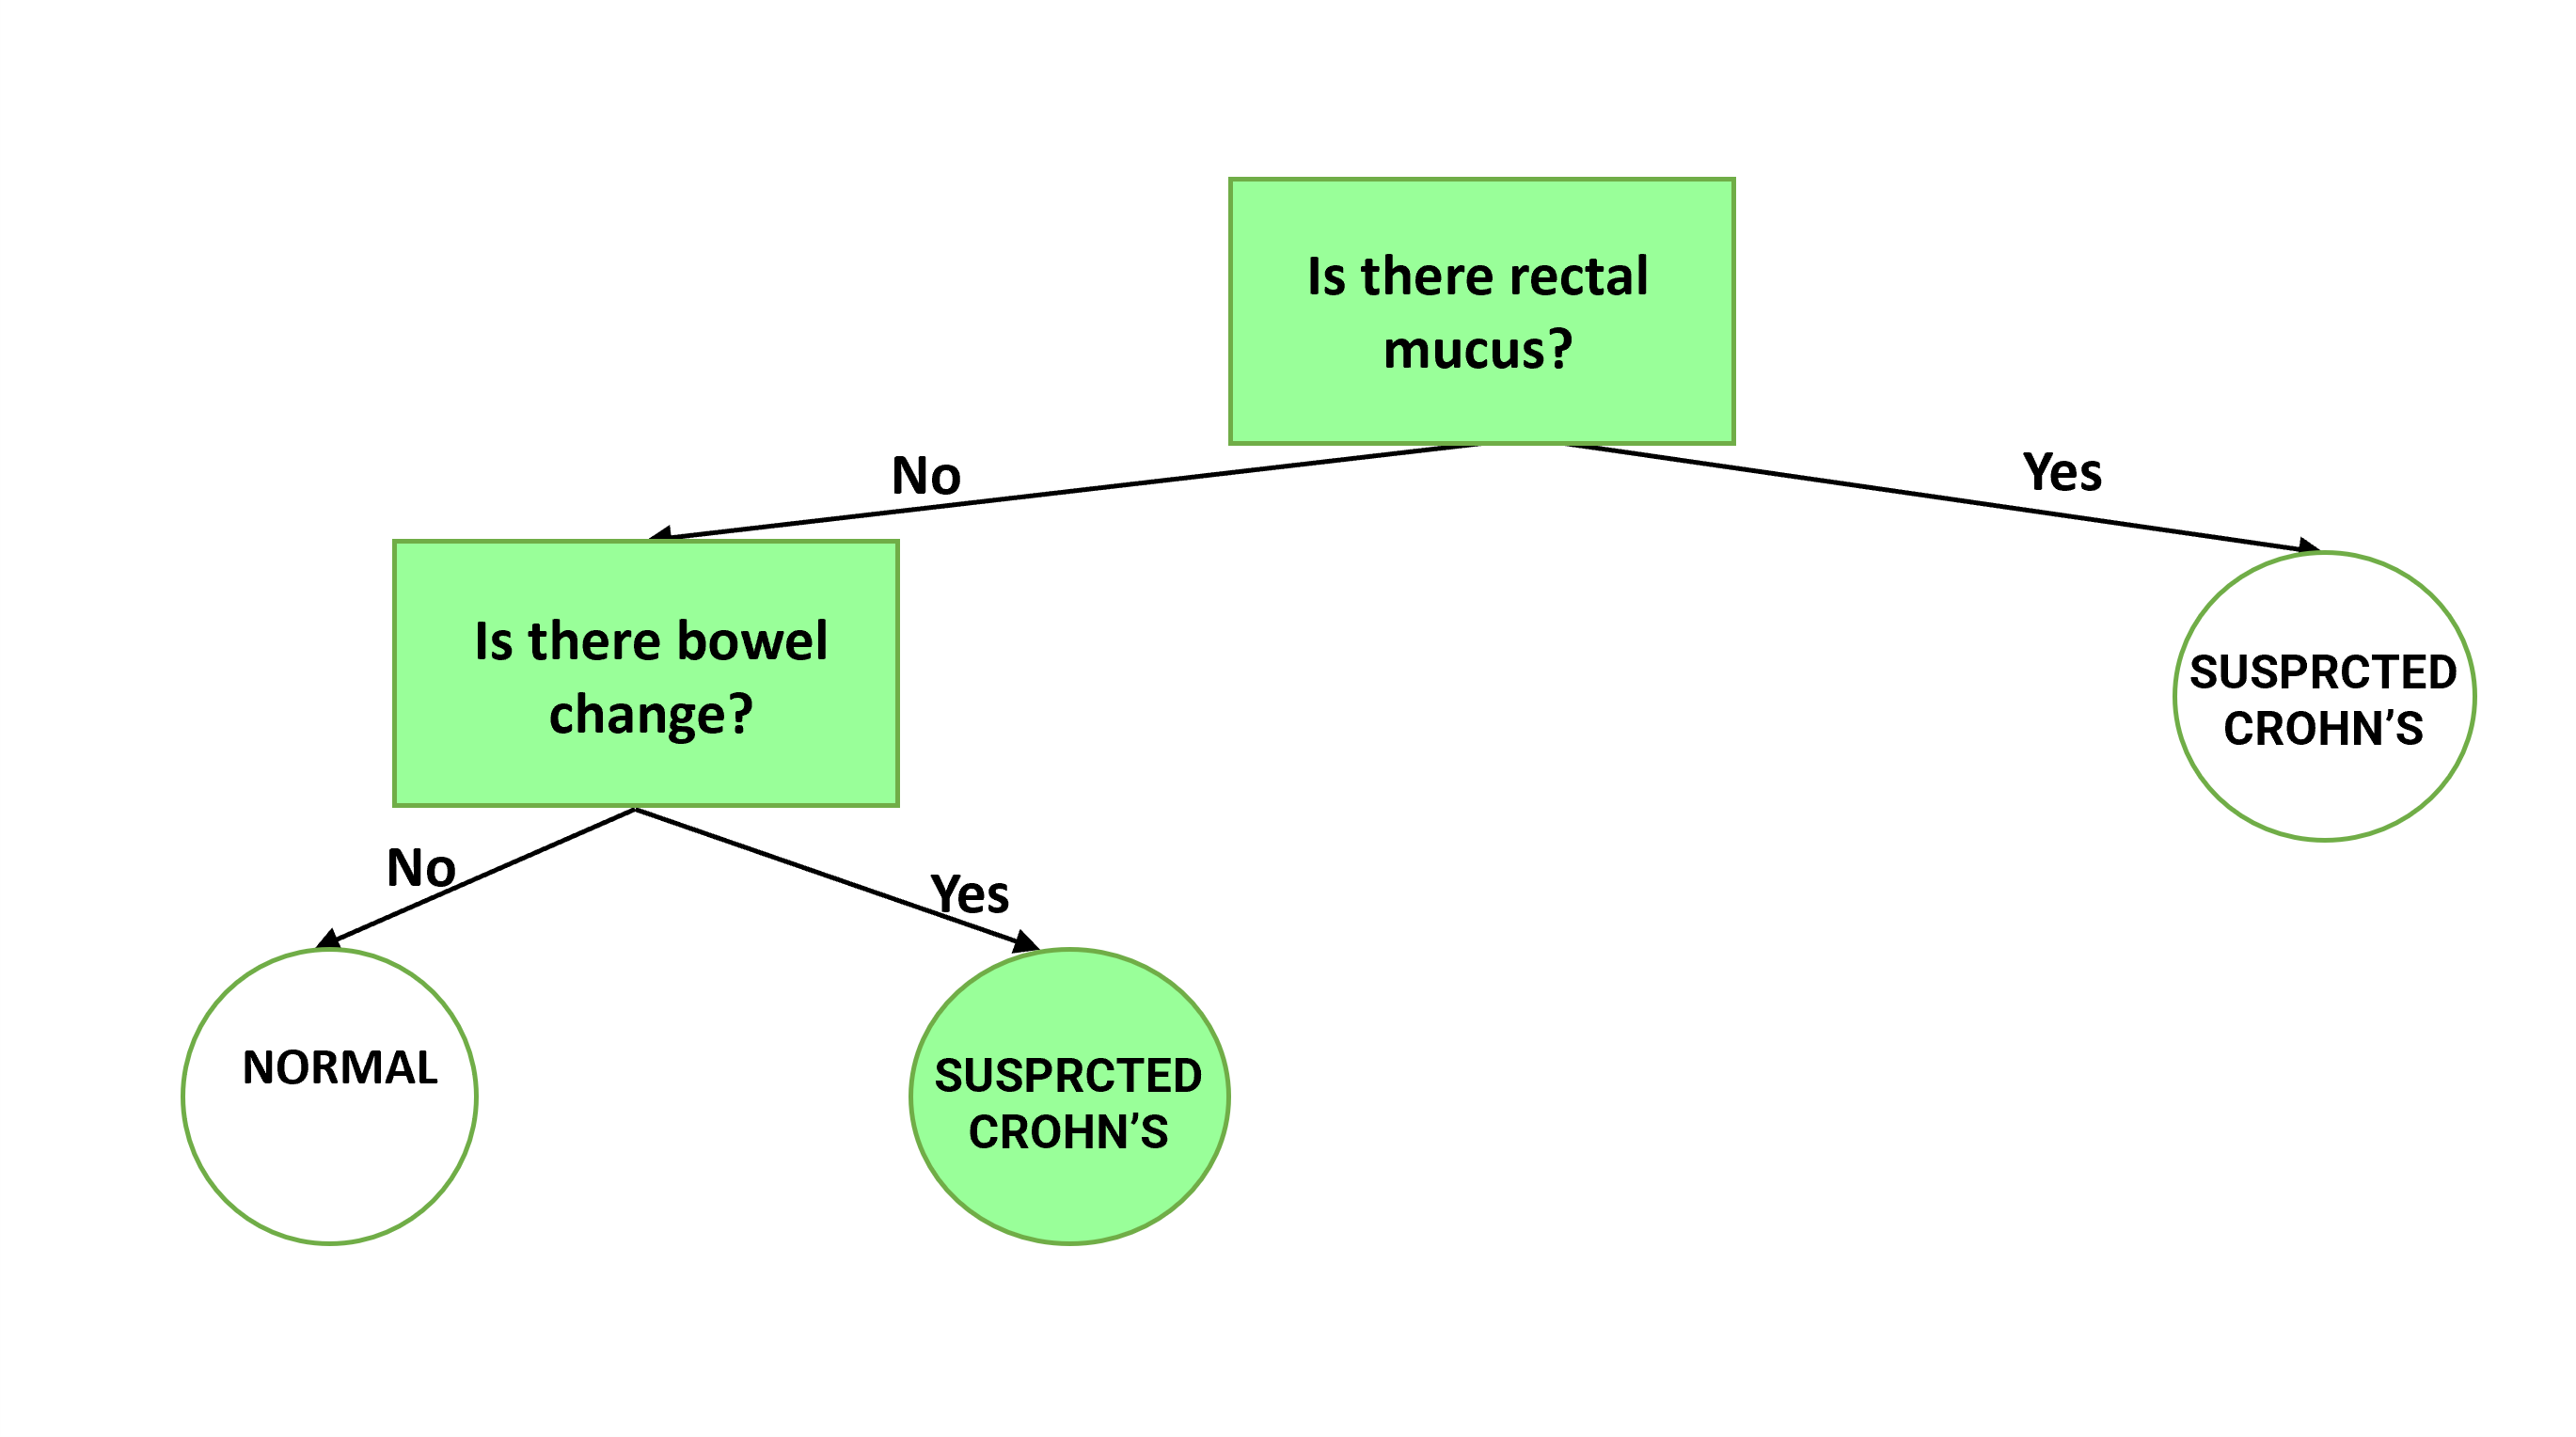 Is there rectal
mucus?
No
Yes
Is there bowel
change?
SUSPRCTED
CROHN’S
No
Yes
NORMAL
SUSPRCTED
CROHN’S